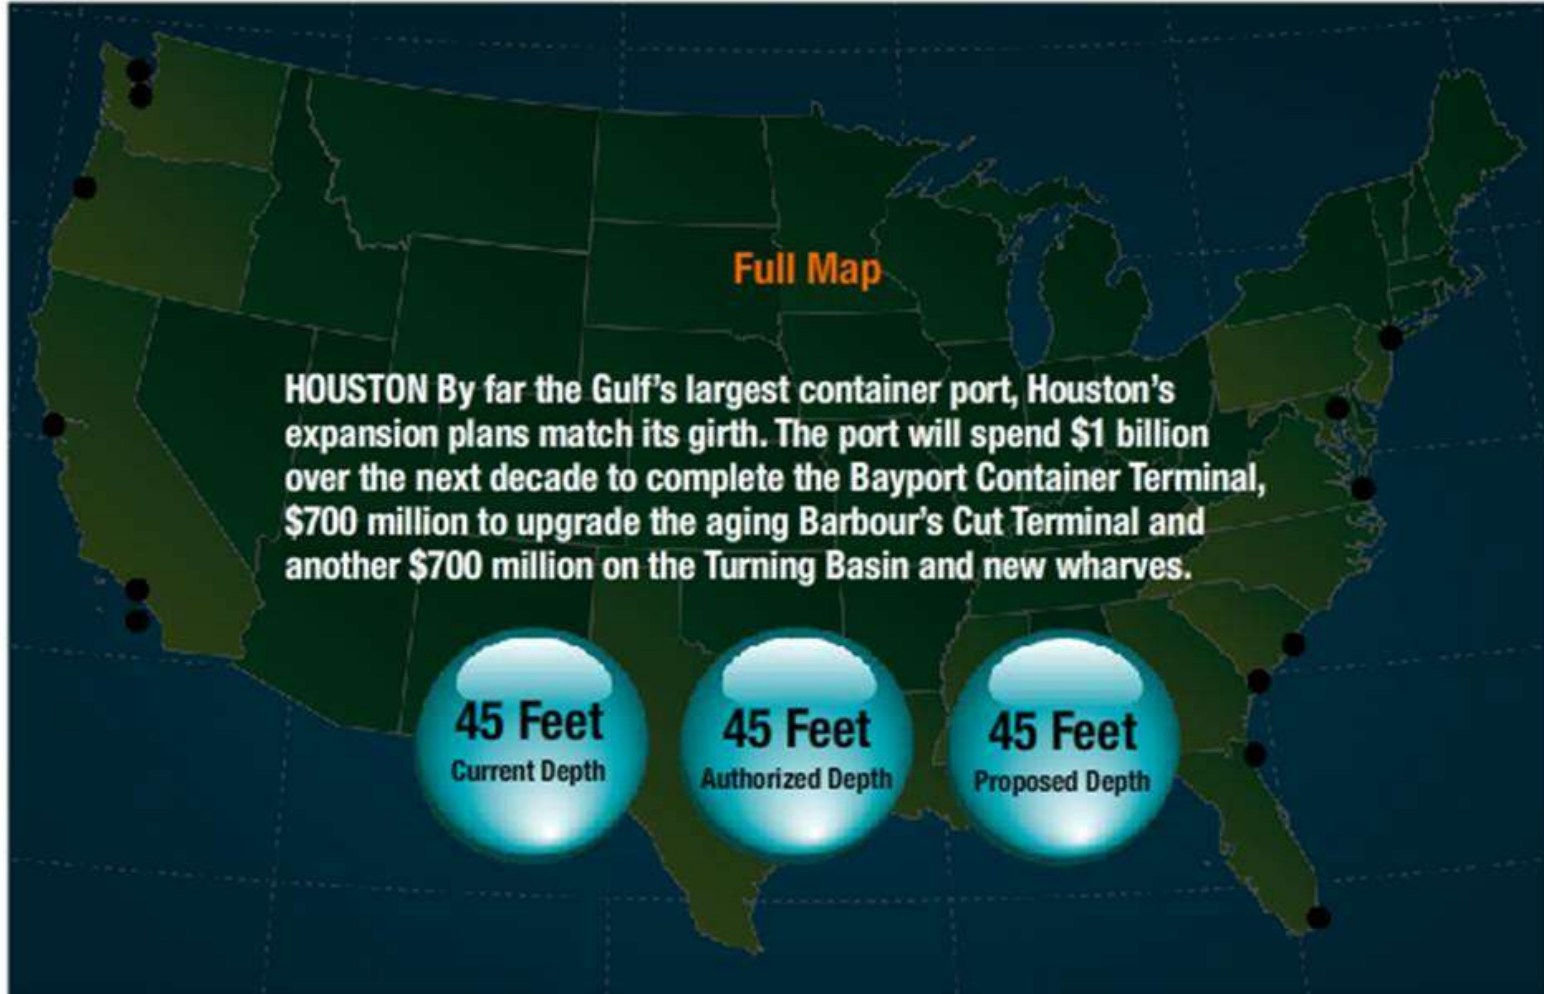 Full Map
HOUSTON By far the Gulf's largest container port, Houston's
expansion plans match its girth. The port will spend $1 billion
over the next decade to complete the Bayport Container Terminal,
$700 million to upgrade the aging Barbour's Cut Terminal and
another $700 million on the Turning Basin and new wharves.
45 Feet
Current Depth
45 Feet
Authorized Depth
45 Feet
Proposed Depth